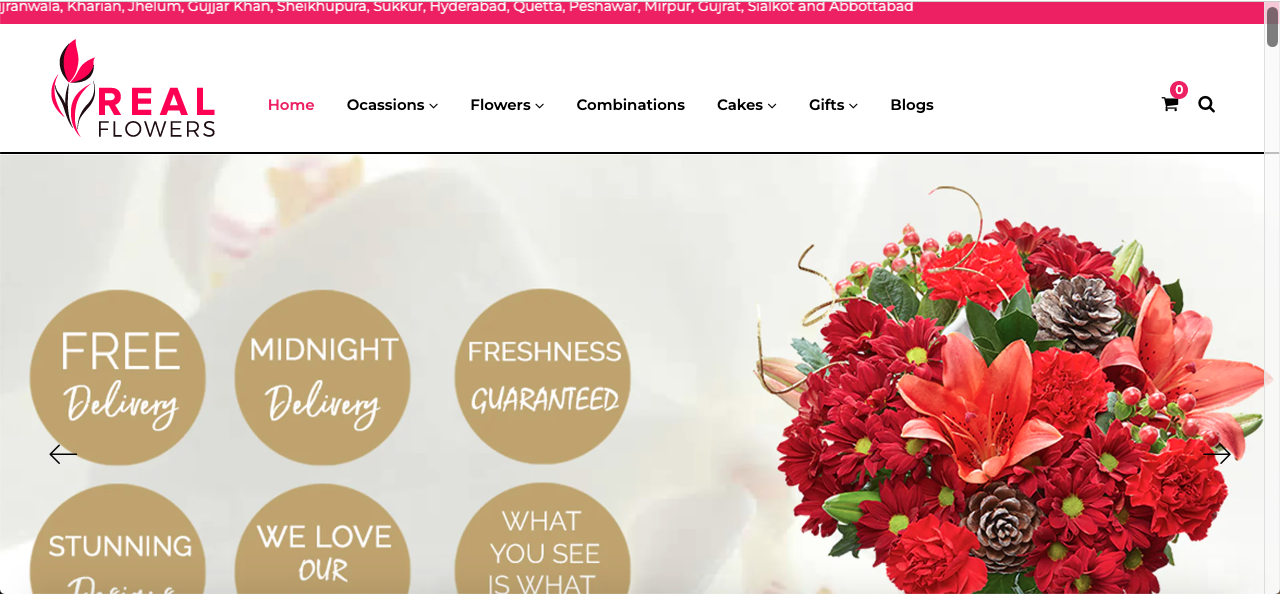 jranwala, Kharian, Jhelum, Gujjar Khan, Sheikhupura, Sukkur, Hyderabad, Quetta, Peshawar, Mirpur, Gujrat, Sialkot and Abbottabad
REAL
FLOWERS
Home Ocassions Flowers Combinations Cakes Gifts Blogs
0
FREE
Delivery
MIDNIGHT
Delivery
FRESHNESS
GUARANTEED
STUNNING
Designs
WE LOVE
OUR
WHAT
YOU SEE
IS WHAT